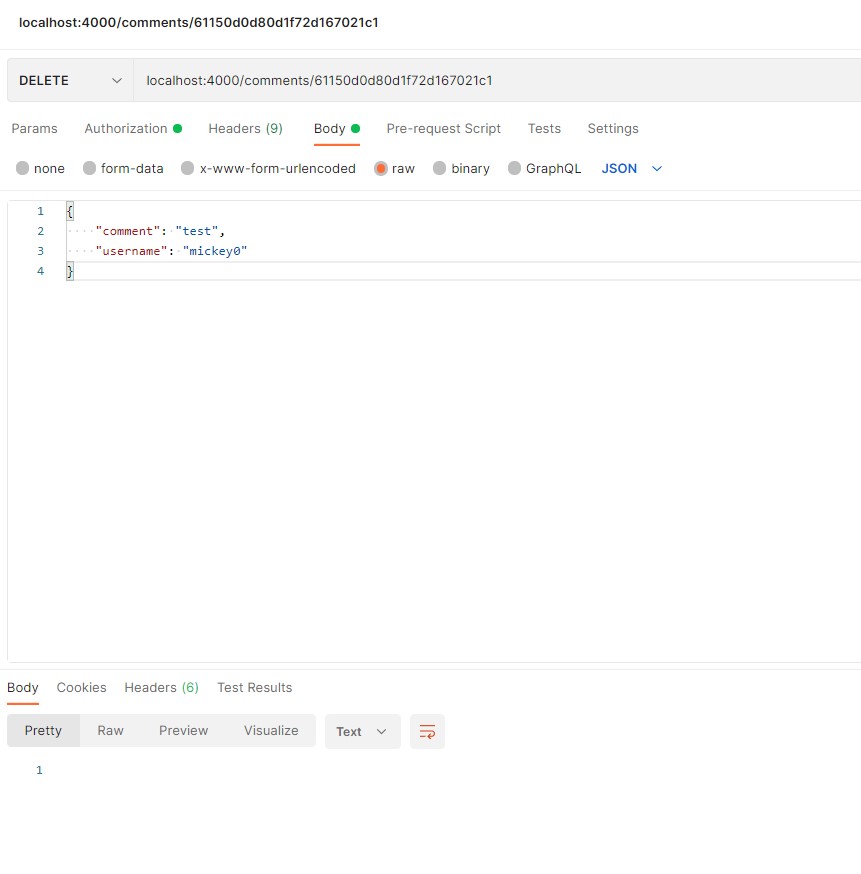 localhost:4000/comments/61150d0d80d1f72d167021c1
DELETE localhost:4000/comments/61150d0d80d1f72d167021c1
Params Authorization Headers (9) Body Pre-request Script Tests Settings
none form-data x-www-form-urlencoded raw binary GraphQL JSON
1 {
2 ····"comment":·"test",
3 ····"username":·"mickey0"
4 }
Body Cookies Headers (6) Test Results
Pretty Raw Preview Visualize Text
1